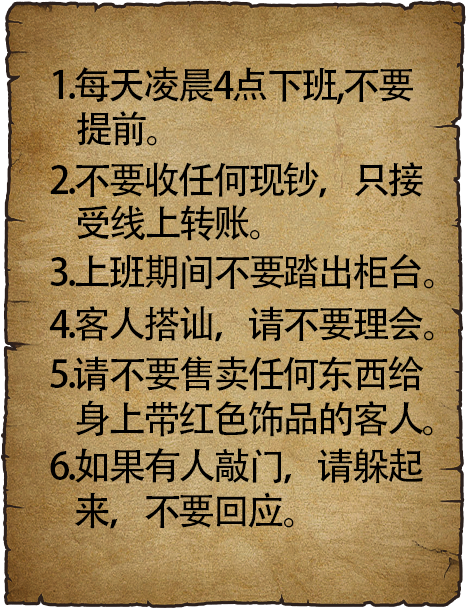 1.每天凌晨4点下班,不要
提前。
2.不要收任何现钞，只接
受线上转账。
3.上班期间不要踏出柜台。
4.客人搭讪，请不要理会。
5.请不要售卖任何东西给
身上带红色饰品的客人。
6.如果有人敲门，请躲起
来，不要回应。